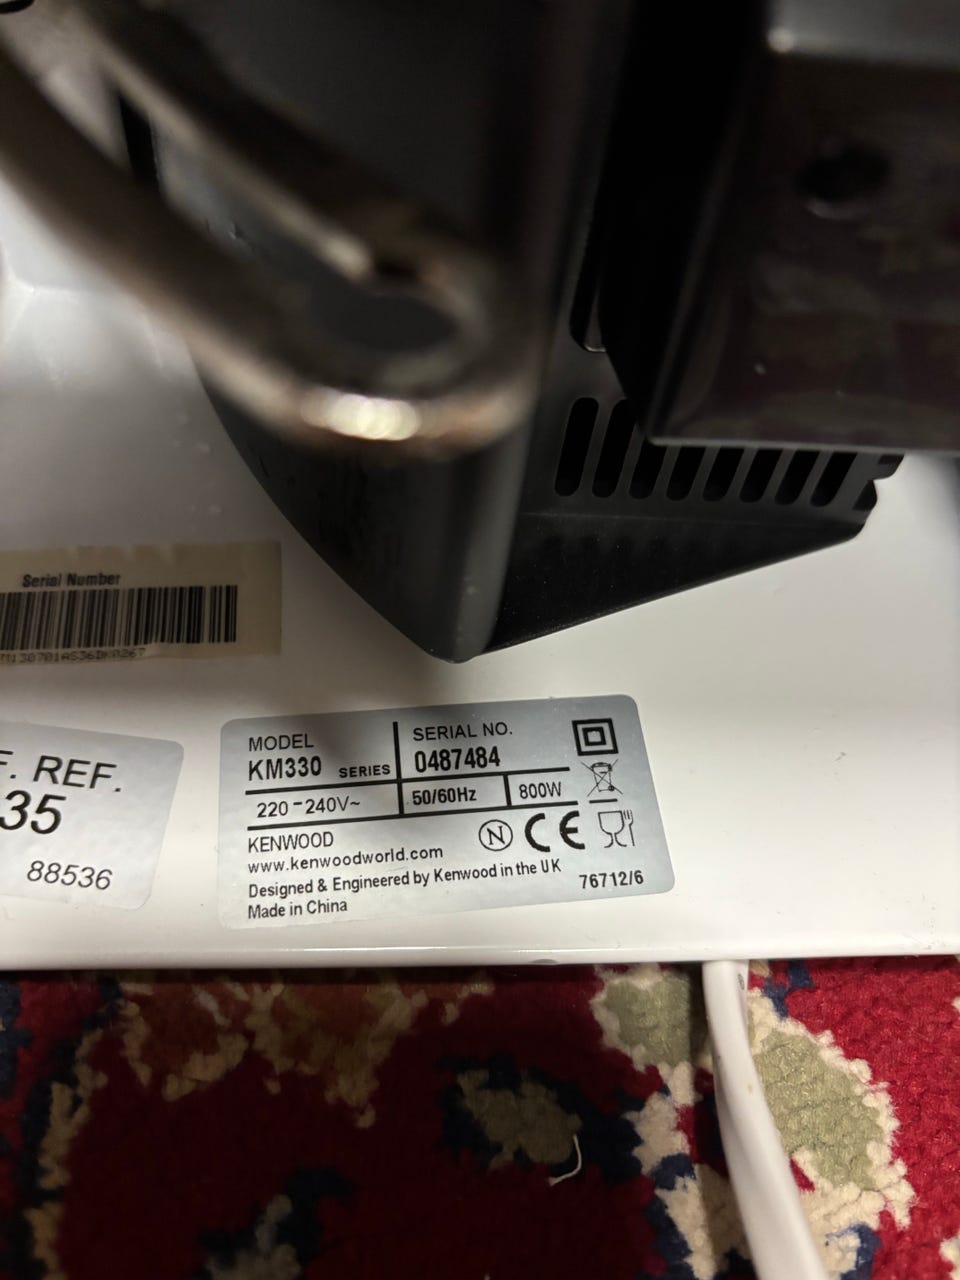 Serial Number
F. REF.
35
88536
MODEL
KM330 SERIES
SERIAL NO.
0487484
220-240V~
50/60Hz
800W
KENWOOD
N CE
www.kenwoodworld.com
Designed & Engineered by Kenwood in the UK
Made in China
76712/6